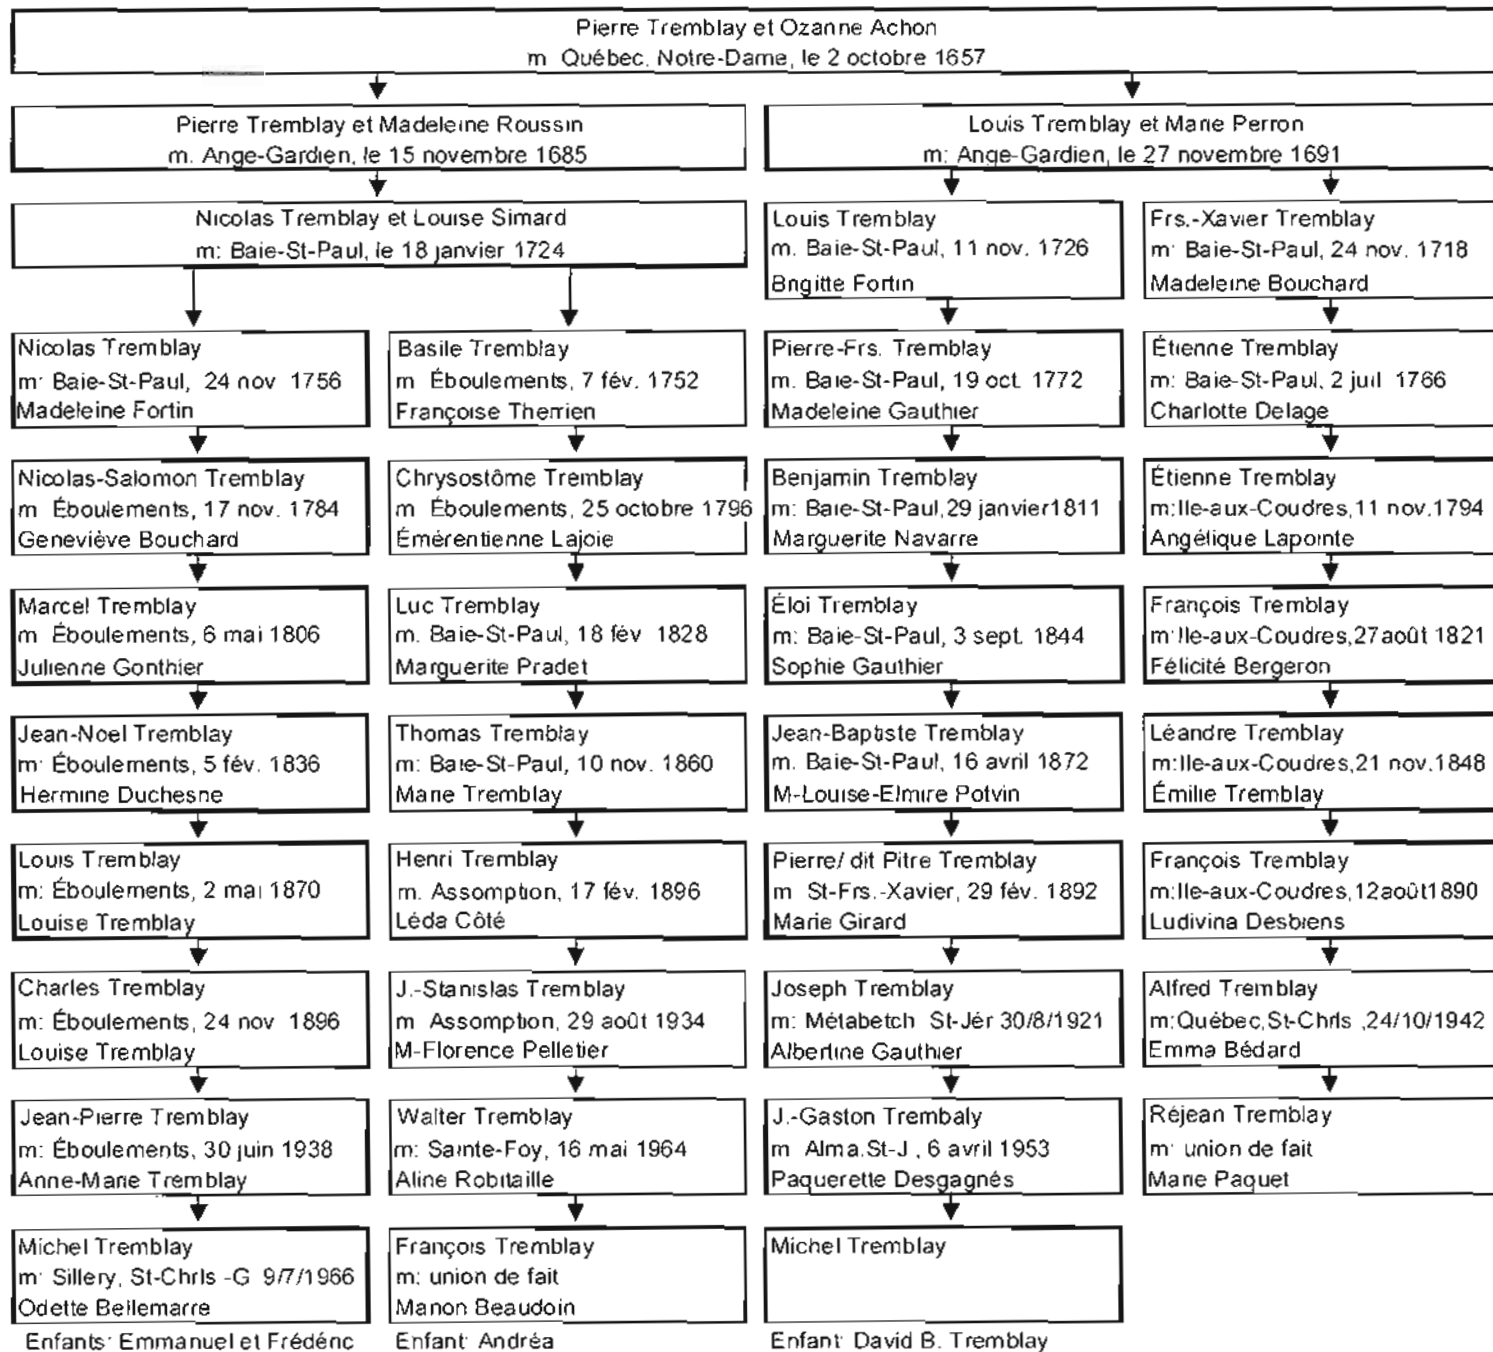 Pierre Tremblay et Ozanne Achon
m Québec, Notre-Dame, le 2 octobre 1657
Pierre Tremblay et Madeleine Roussin
m. Ange-Gardien, le 15 novembre 1685
Louis Tremblay et Marie Perron
m: Ange-Gardien, le 27 novembre 1691
Nicolas Tremblay et Louise Simard
m: Baie-St-Paul, le 18 janvier 1724
Louis Tremblay
m. Baie-St-Paul, 11 nov. 1726
Brigitte Fortin
Frs.-Xavier Tremblay
m: Baie-St-Paul, 24 nov. 1718
Madeleine Bouchard
Nicolas Tremblay
m: Baie-St-Paul, 24 nov 1756
Madeleine Fortin
Basile Tremblay
m Éboulements, 7 fév. 1752
Françoise Therrien
Pierre-Frs. Tremblay
m. Baie-St-Paul, 19 oct. 1772
Madeleine Gauthier
Étienne Tremblay
m: Baie-St-Paul, 2 juil 1766
Charlotte Delage
Nicolas-Salomon Tremblay
m Éboulements, 17 nov. 1784
Geneviève Bouchard
Chrysostôme Tremblay
m Éboulements, 25 octobre 1796
Émérentienne Lajoie
Benjamin Tremblay
m: Baie-St-Paul,29 janvier1811
Marguerite Navarre
Étienne Tremblay
m:Ile-aux-Coudres,11 nov.1794
Angélique Lapointe
Marcel Tremblay
m Éboulements, 6 mai 1806
Julienne Gonthier
Luc Tremblay
m. Baie-St-Paul, 18 fév 1828
Marguerite Pradet
Éloi Tremblay
m: Baie-St-Paul, 3 sept. 1844
Sophie Gauthier
François Tremblay
m:Ile-aux-Coudres,27août 1821
Félicité Bergeron
Jean-Noel Tremblay
m: Éboulements, 5 fév. 1836
Hermine Duchesne
Thomas Tremblay
m: Baie-St-Paul, 10 nov. 1860
Marie Tremblay
Jean-Baptiste Tremblay
m. Baie-St-Paul, 16 avril 1872
M-Louise-Elmire Potvin
Léandre Tremblay
m:Ile-aux-Coudres,21 nov.1848
Émilie Tremblay
Louis Tremblay
m: Éboulements, 2 mai 1870
Louise Tremblay
Henri Tremblay
m. Assomption, 17 fév. 1896
Léda Côté
Pierre/ dit Pitre Tremblay
m St-Frs.-Xavier, 29 fév. 1892
Marie Girard
François Tremblay
m:Ile-aux-Coudres,12août1890
Ludivina Desbiens
Charles Tremblay
m: Éboulements, 24 nov 1896
Louise Tremblay
J.-Stanislas Tremblay
m Assomption, 29 août 1934
M-Florence Pelletier
Joseph Tremblay
m: Métabetch St-Jér 30/8/1921
Albertine Gauthier
Alfred Tremblay
m:Québec,St-Chrls ,24/10/1942
Emma Bédard
Jean-Pierre Tremblay
m: Éboulements, 30 juin 1938
Anne-Marie Tremblay
Walter Tremblay
m: Sainte-Foy, 16 mai 1964
Aline Robitaille
J.-Gaston Trembaly
m Alma.St-J , 6 avril 1953
Paquerette Desgagnés
Réjean Tremblay
m: union de fait
Marie Paquet
Michel Tremblay
m: Sillery, St-Chrls -G 9/7/1966
Odette Bellemarre
François Tremblay
m: union de fait
Manon Beaudoin
Michel Tremblay
Enfants: Emmanuel et Frédéric
Enfant: Andréa
Enfant: David B. Tremblay